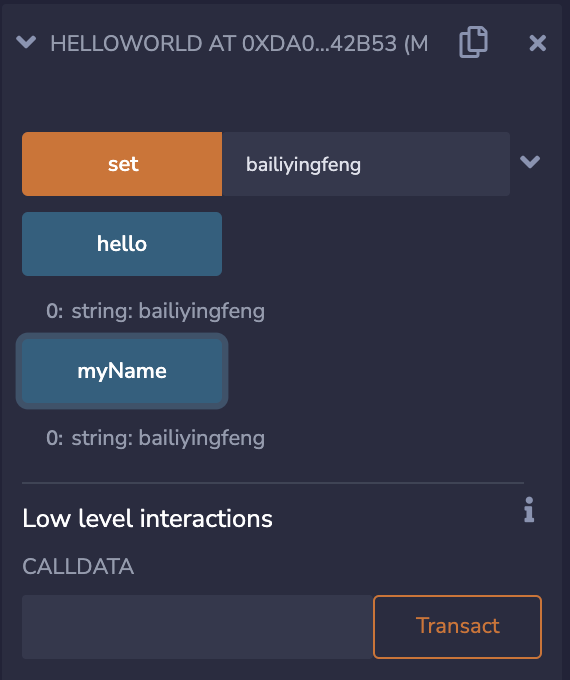 HELLOWORLD AT 0XDA0...42B53 (M
set bailiyingfeng
hello
0: string: bailiyingfeng
myName
0: string: bailiyingfeng
Low level interactions
CALLDATA
Transact